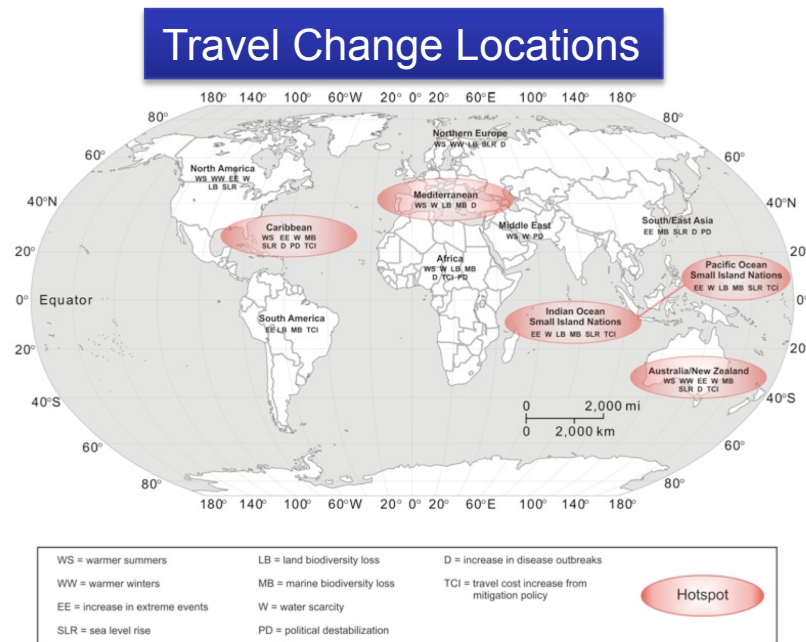 Travel Change Locations
180° 140° 100° 60°W 20° 0° 20° 60°E 100° 140° 180°
80° 80°
Northern Europe
WS WW LB SLR D
60° 60°
North America
WS WW EE W
LB SLR
40°N 40°
Mediterranean
WS W LB MB D
Caribbean
WS EE W MB
SLR D PD TCI
Middle East
WS W PD
South/East Asia
EE MB SLR D PD
20° 20°
Africa
WS W LB MB
D TCI PD
Pacific Ocean
Small Island Nations
EE W LB MB SLR TCI
0° Equator 0°
South America
EE LB MB TCI
Indian Ocean
Small Island Nations
EE W LB MB SLR TCI
20° 20°
Australia/New Zealand
WS WW EE W MB
SLR D TCI
40°S 40°
0 2,000 mi
0 2,000 km
60° 60°
80° 80°
180° 140° 100° 60°W 20° 0° 20° 60°E 100° 140° 180°
WS = warmer summers
WW = warmer winters
EE = increase in extreme events
SLR = sea level rise
LB = land biodiversity loss
MB = marine biodiversity loss
W = water scarcity
PD = political destabilization
D = increase in disease outbreaks
TCI = travel cost increase from
mitigation policy
Hotspot